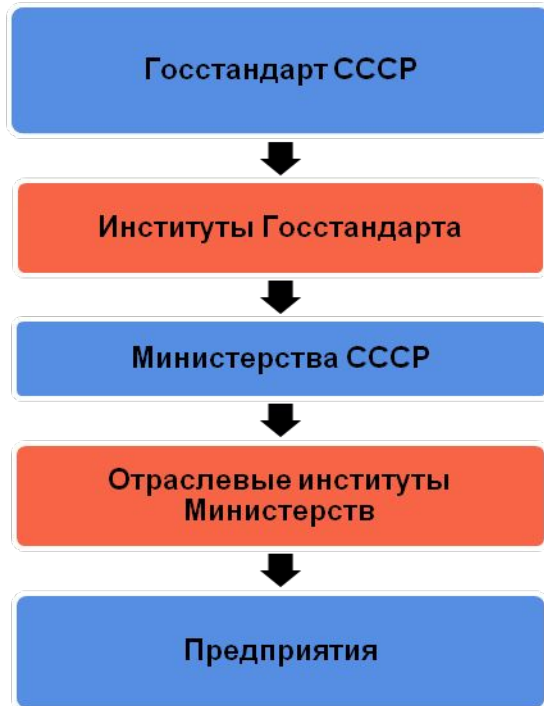 Госстандарт СССР
Институты Госстандарта
Министерства СССР
Отраслевые институты
Министерств
Предприятия